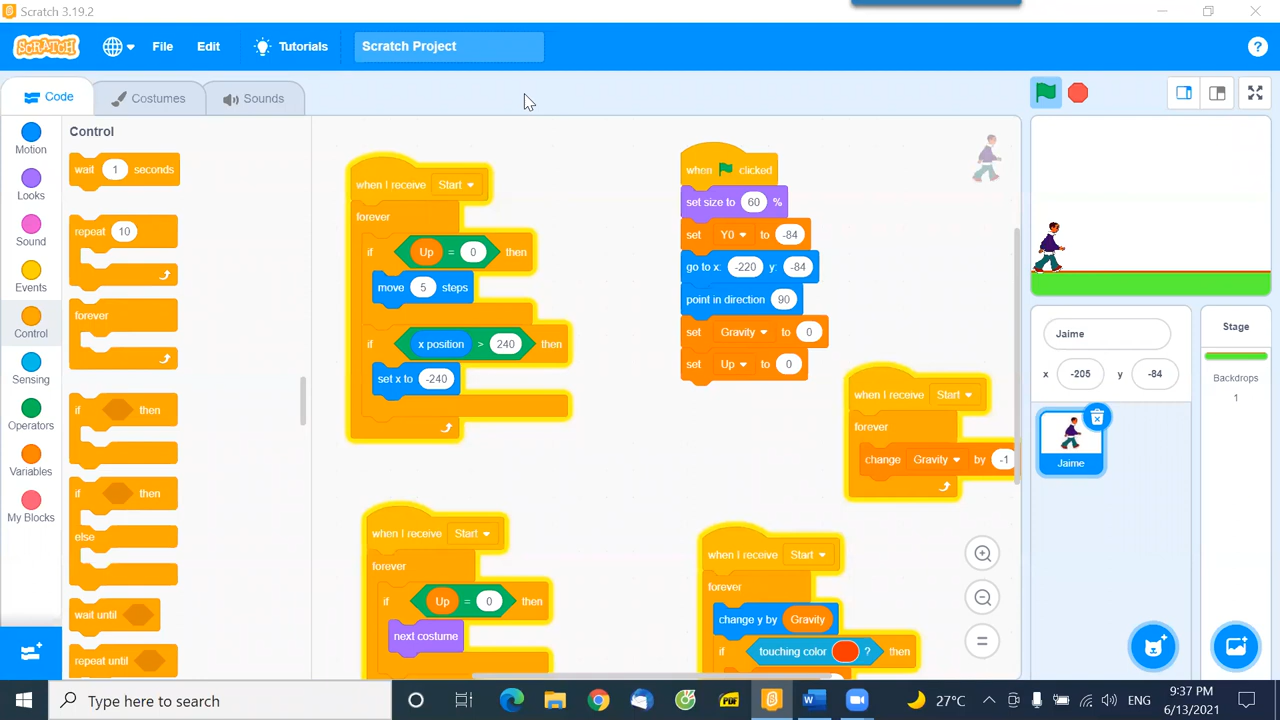 Scratch 3.19.2
SCRATCH
File
Edit
Tutorials
Scratch Project
?
Code
Costumes
Sounds
Motion
Looks
Sound
Events
Control
Sensing
Operators
Variables
My Blocks
Control
wait 1 seconds
repeat 10
forever
if then
if then
else
wait until
repeat until
when I receive Start
forever
if Up = 0 then
move 5 steps
if x position > 240 then
set x to -240
when clicked
set size to 60 %
set Y0 to -84
go to x: -220 y: -84
point in direction 90
set Gravity to 0
set Up to 0
when I receive Start
forever
change Gravity by -1
when I receive Start
forever
if Up = 0 then
next costume
when I receive Start
forever
change y by Gravity
if touching color ? then
Jaime
x -205 y -84
Jaime
Stage
Backdrops
1
Type here to search
PDF
27°C
ENG
9:37 PM
6/13/2021